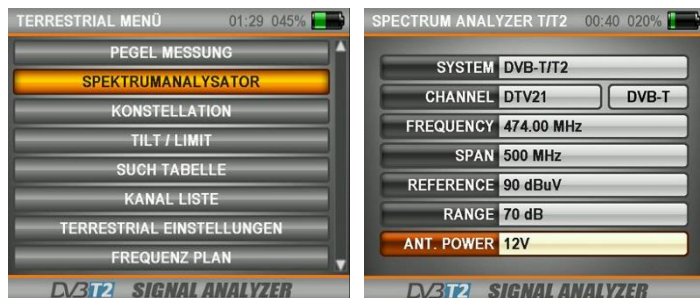 TERRESTRIAL MENÜ 01:29 045%
PEGEL MESSUNG
SPEKTRUMANALYSATOR
KONSTELLATION
TILT / LIMIT
SUCH TABELLE
KANAL LISTE
TERRESTRIAL EINSTELLUNGEN
FREQUENZ PLAN
DVB T2 SIGNAL ANALYZER
SPECTRUM ANALYZER T/T2 00:40 020%
SYSTEM DVB-T/T2
CHANNEL DTV21 DVB-T
FREQUENCY 474.00 MHz
SPAN 500 MHz
REFERENCE 90 dBuV
RANGE 70 dB
ANT. POWER 12V
DVB T2 SIGNAL ANALYZER